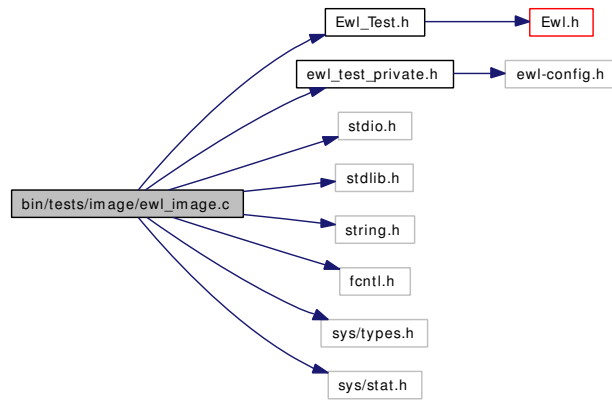 Ewl_Test.h
Ewl.h
ewl_test_private.h
ewl-config.h
stdio.h
stdlib.h
bin/tests/image/ewl_image.c
string.h
fcntl.h
sys/types.h
sys/stat.h